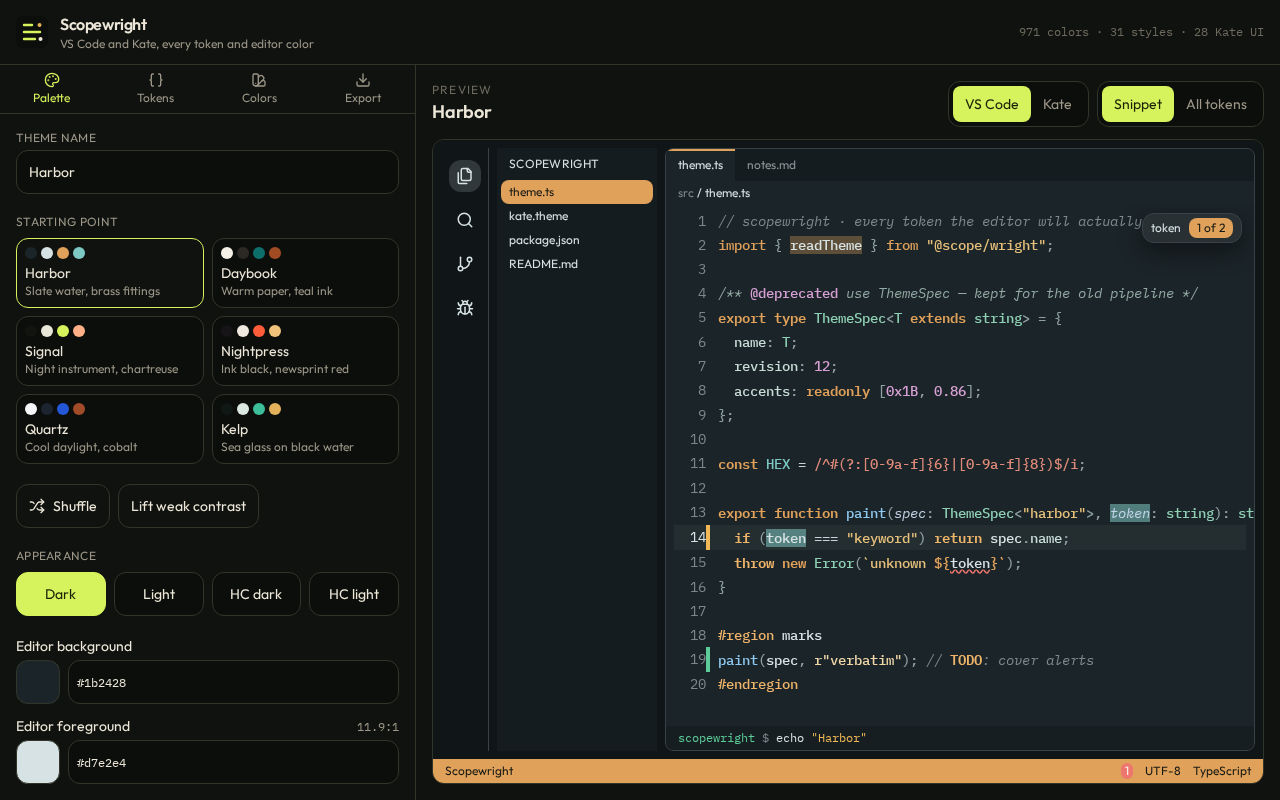 Scopewright
VS Code and Kate, every token and editor color
971 colors · 31 styles · 28 Kate UI
Palette
Tokens
Colors
Export
THEME NAME
Harbor
STARTING POINT
Harbor
Slate water, brass fittings
Daybook
Warm paper, teal ink
Signal
Night instrument, chartreuse
Nightpress
Ink black, newsprint red
Quartz
Cool daylight, cobalt
Kelp
Sea glass on black water
Shuffle
Lift weak contrast
APPEARANCE
Dark
Light
HC dark
HC light
Editor background
#1b2428
Editor foreground
11.9:1
#d7e2e4
PREVIEW
Harbor
VS Code
Kate
Snippet
All tokens
SCOPEWRIGHT
theme.ts
kate.theme
package.json
README.md
theme.ts
notes.md
src / theme.ts
token 1 of 2
1 // scopewright · every token the editor will actually
2 import { readTheme } from "@scope/wright";
3
4 /** @deprecated use ThemeSpec — kept for the old pipeline */
5 export type ThemeSpec<T extends string> = {
6 name: T;
7 revision: 12;
8 accents: readonly [0x1B, 0.86];
9 };
10
11 const HEX = /^#(?:[0-9a-f]{6}|[0-9a-f]{8})$/i;
12
13 export function paint(spec: ThemeSpec<"harbor">, token: string): st
14 if (token === "keyword") return spec.name;
15 throw new Error(`unknown ${token}`);
16 }
17
18 #region marks
19 paint(spec, r"verbatim"); // TODO: cover alerts
20 #endregion
scopewright $ echo "Harbor"
Scopewright
1
UTF-8
TypeScript